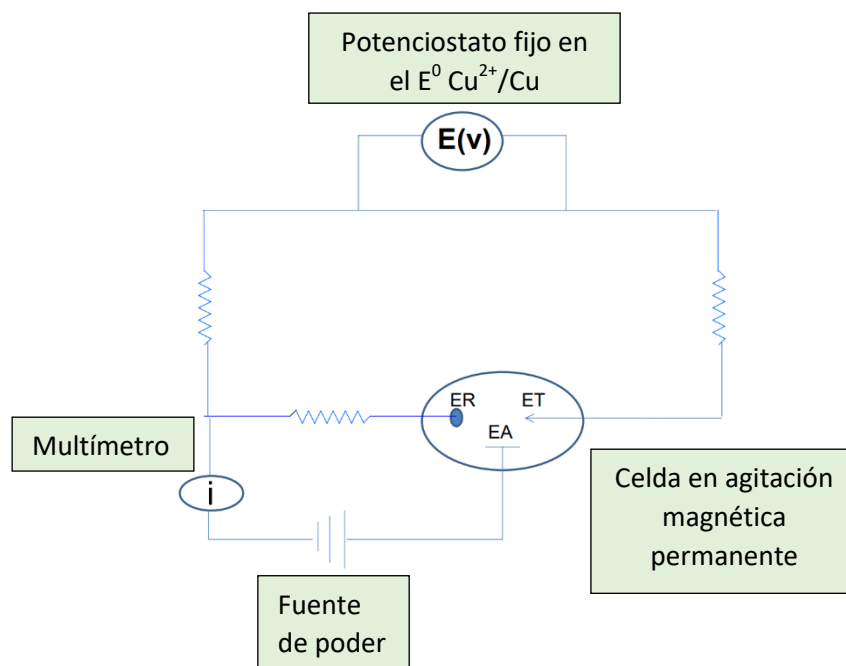 Potenciostato fijo en
el E⁰ Cu²⁺/Cu
E(v)
ER
ET
EA
Multímetro
i
Celda en agitación
magnética
permanente
Fuente
de poder